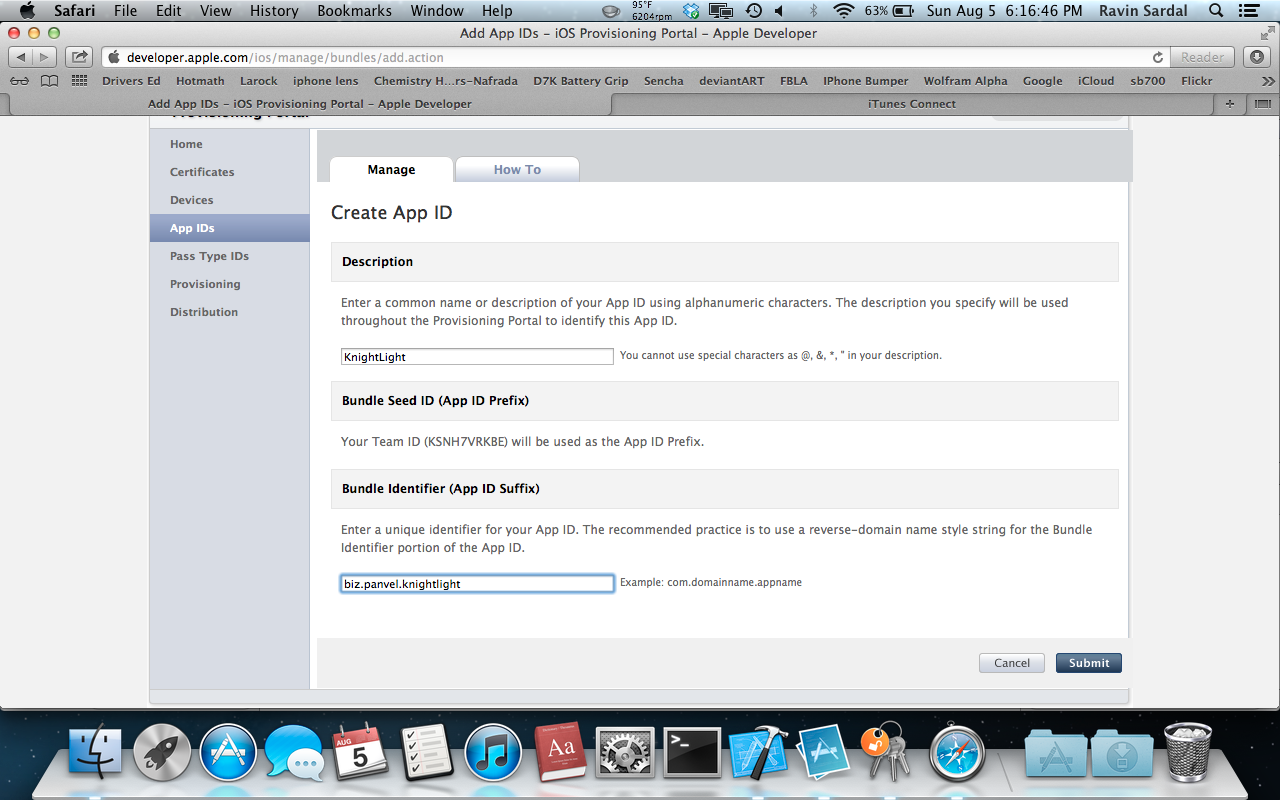 Safari File Edit View History Bookmarks Window Help 95°F 6204rpm 63% Sun Aug 5 6:16:46 PM Ravin Sardal
Add App IDs – iOS Provisioning Portal – Apple Developer
developer.apple.com/ios/manage/bundles/add.action Reader
Drivers Ed Hotmath Larock iphone lens Chemistry H...rs-Nafrada D7K Battery Grip Sencha deviantART FBLA IPhone Bumper Wolfram Alpha Google iCloud sb700 Flickr
Add App IDs – iOS Provisioning Portal – Apple Developer iTunes Connect
Provisioning Portal
Home
Certificates
Devices
App IDs
Pass Type IDs
Provisioning
Distribution
Manage How To
Create App ID
Description
Enter a common name or description of your App ID using alphanumeric characters. The description you specify will be used
throughout the Provisioning Portal to identify this App ID.
KnightLight You cannot use special characters as @, &, *, " in your description.
Bundle Seed ID (App ID Prefix)
Your Team ID (KSNH7VRKBE) will be used as the App ID Prefix.
Bundle Identifier (App ID Suffix)
Enter a unique identifier for your App ID. The recommended practice is to use a reverse-domain name style string for the Bundle
Identifier portion of the App ID.
biz.panvel.knightlight Example: com.domainname.appname
Cancel Submit
AUG
5
Aa
>_